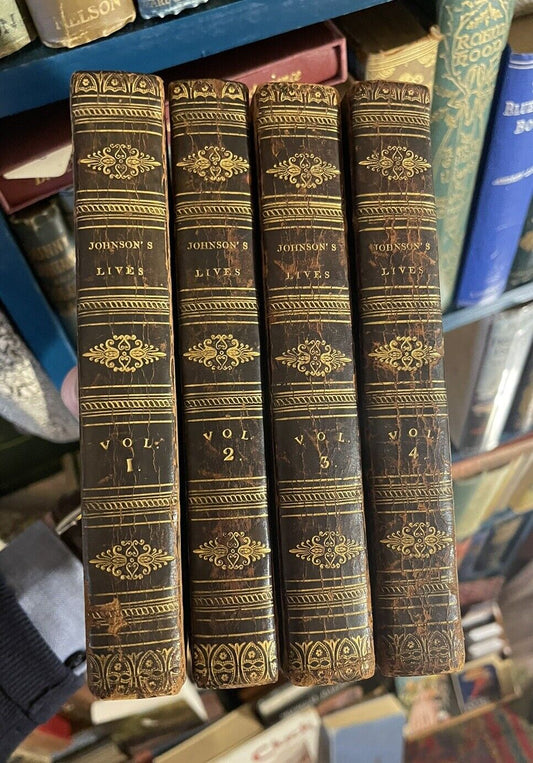 NELSON
ROBIN
HOOD
JOHNSON'S
LIVES
VOL.
1.
JOHNSON'S
LIVES
VOL.
2
JOHNSON'S
LIVES
VOL
3
JOHNSON'S
LIVES
VOL
4